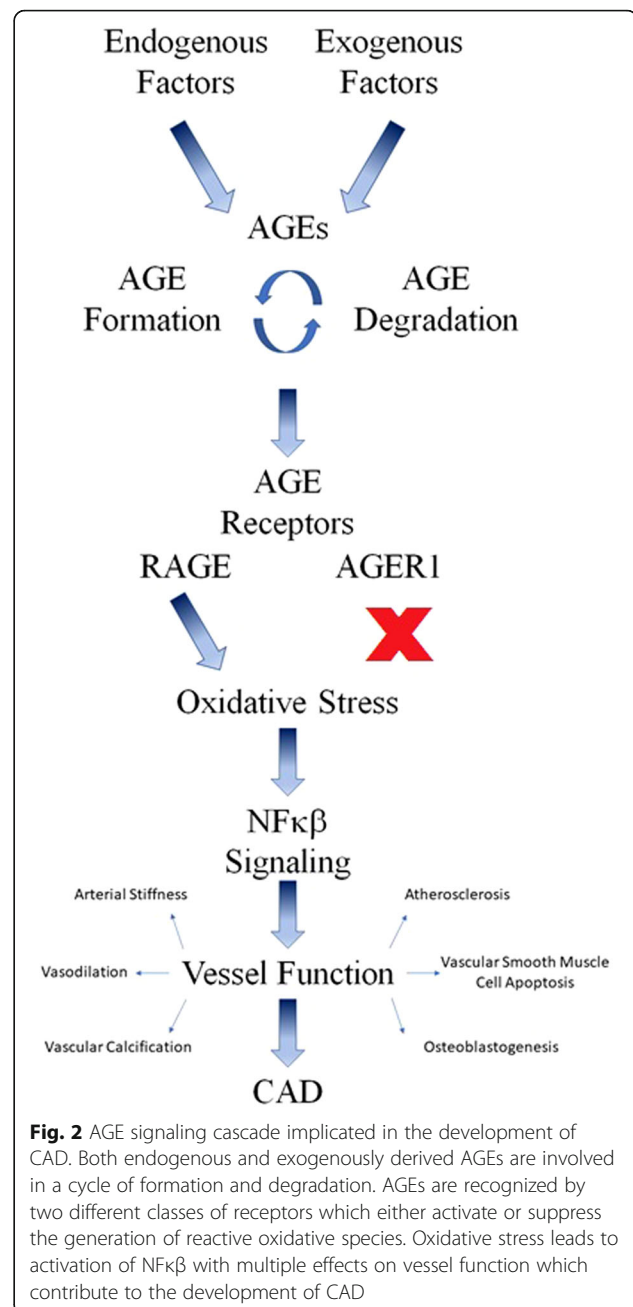 Endogenous Factors
Exogenous Factors
AGEs
AGE Formation
AGE Degradation
AGE
Receptors
RAGE AGER1
Oxidative Stress
NFκβ
Signaling
Arterial Stiffness
Atherosclerosis
Vasodilation
Vessel Function
Vascular Smooth Muscle
Cell Apoptosis
Vascular Calcification
Osteoblastogenesis
CAD
Fig. 2 AGE signaling cascade implicated in the development of
CAD. Both endogenous and exogenously derived AGEs are involved
in a cycle of formation and degradation. AGEs are recognized by
two different classes of receptors which either activate or suppress
the generation of reactive oxidative species. Oxidative stress leads to
activation of NFκβ with multiple effects on vessel function which
contribute to the development of CAD